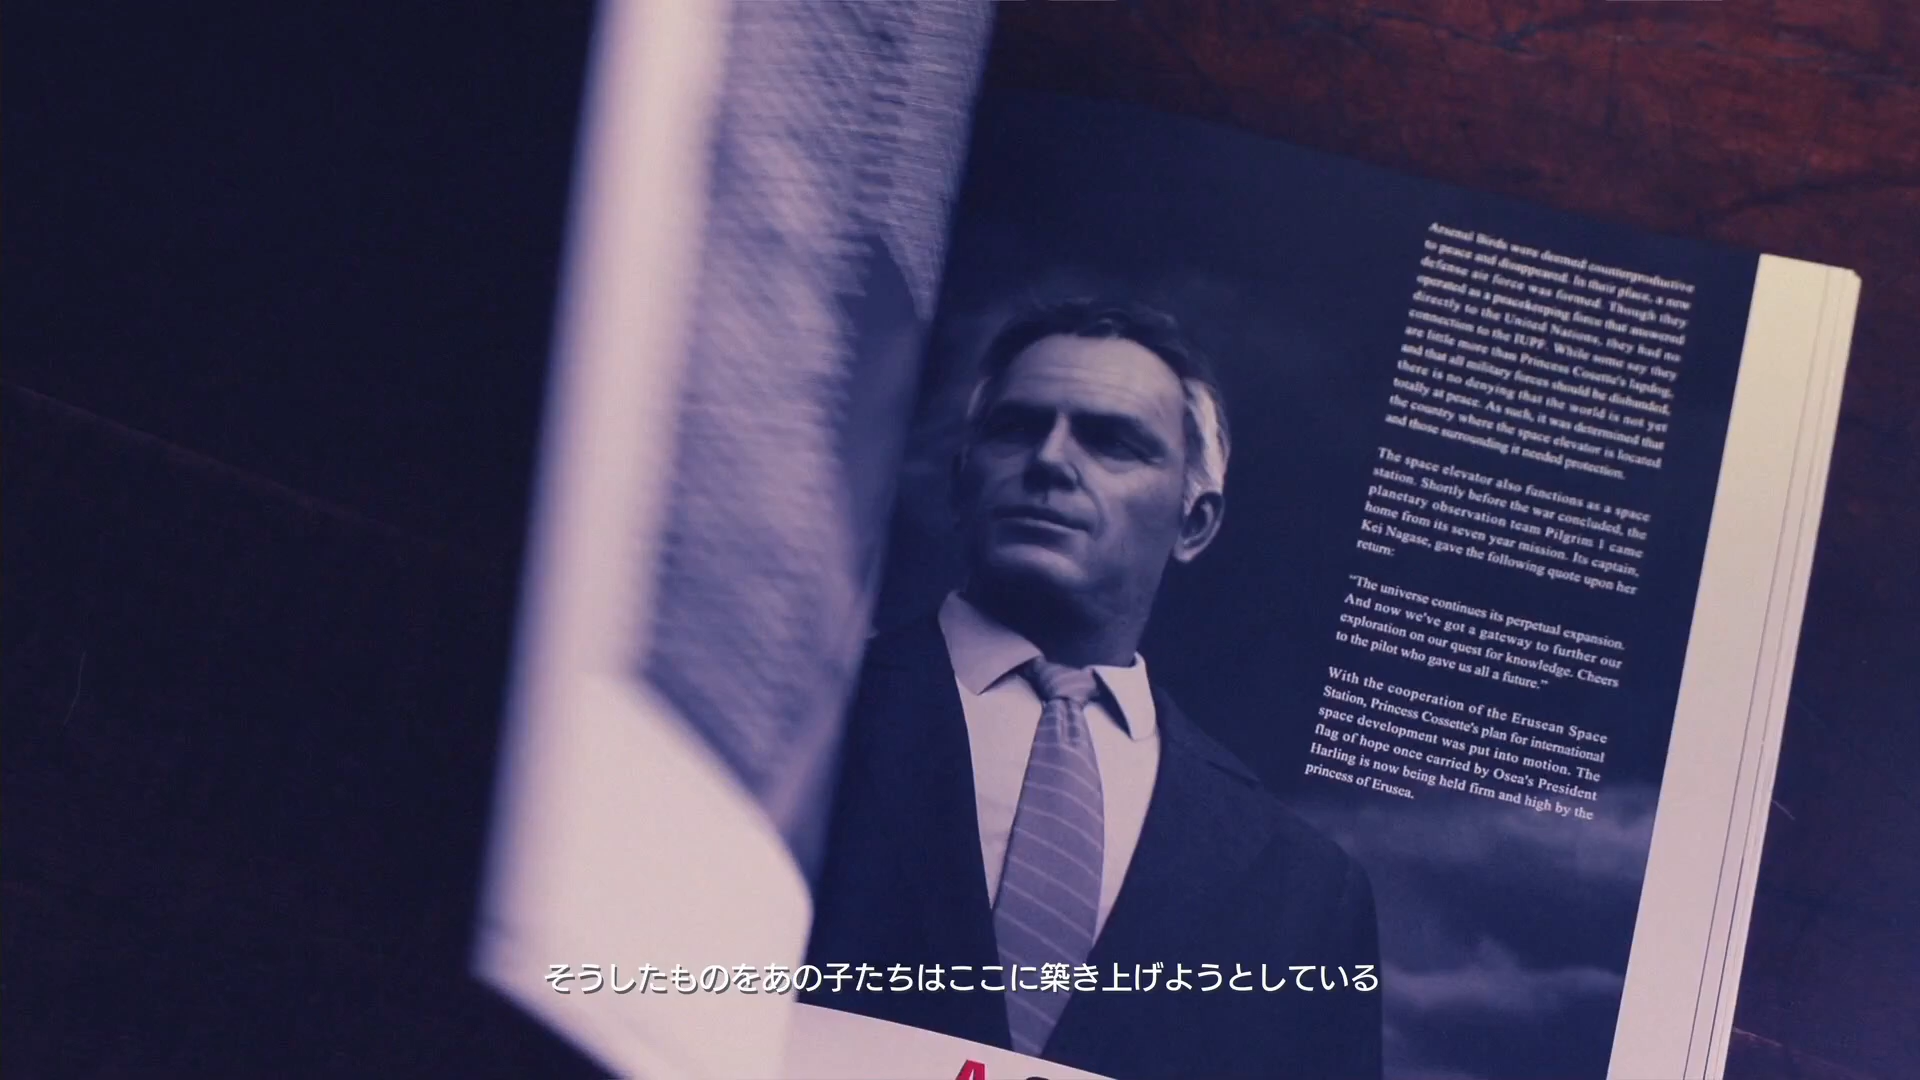 Arsenal Birds were deemed counterproductive
to peace and disappeared. In their place, a new
defense air force was formed. Though they
operated as a peacekeeping force that answered
directly to the United Nations, they had no
connection to the IUPF. While some say they
are little more than Princess Cosette's lapdog,
and that all military forces should be disbanded,
there is no denying that the world is not yet
totally at peace. As such, it was determined that
the country where the space elevator is located
and those surrounding it needed protection.
The space elevator also functions as a space
station. Shortly before the war concluded, the
planetary observation team Pilgrim 1 came
home from its seven year mission. Its captain,
Kei Nagase, gave the following quote upon her
return:
"The universe continues its perpetual expansion.
And now we've got a gateway to further our
exploration on our quest for knowledge. Cheers
to the pilot who gave us all a future."
With the cooperation of the Erusean Space
Station, Princess Cossette's plan for international
space development was put into motion. The
flag of hope once carried by Osea's President
Harling is now being held firm and high by the
princess of Erusea.
そうしたものをあの子たちはここに築き上げようとしている